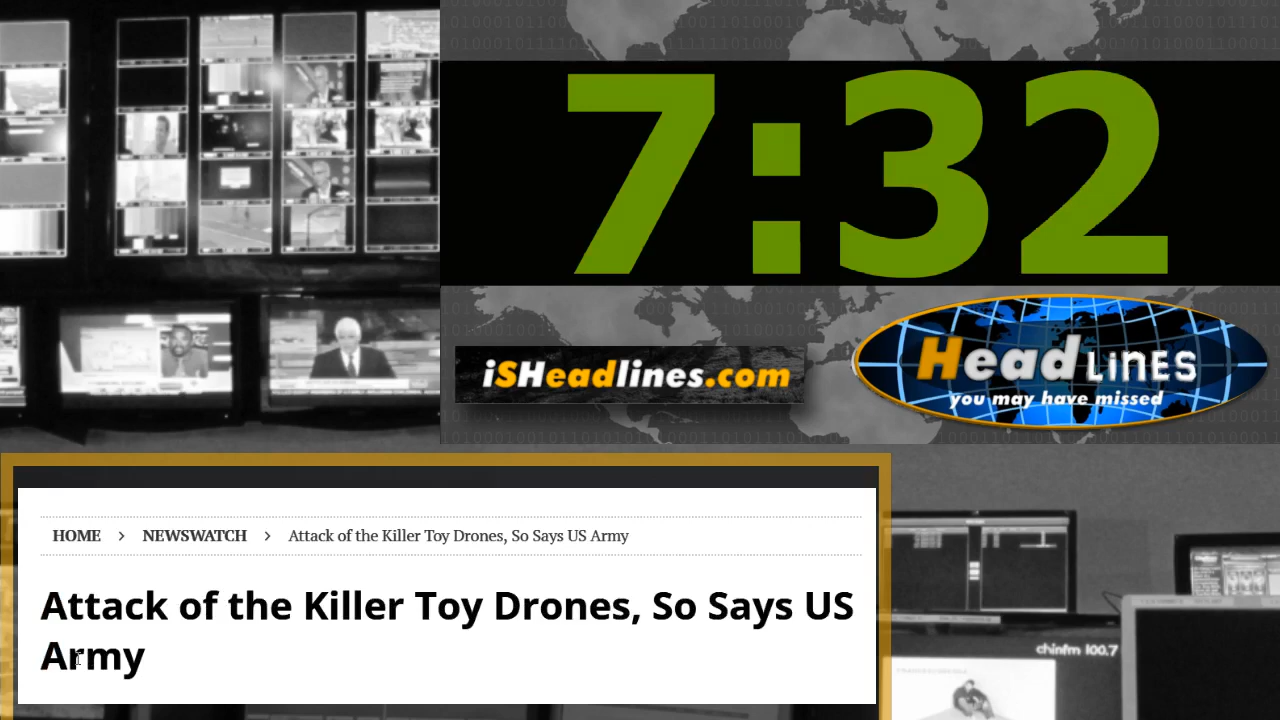 7:32
iSHeadlines.com
HeadLINES
you may have missed
HOME > NEWSWATCH > Attack of the Killer Toy Drones, So Says US Army
Attack of the Killer Toy Drones, So Says US
Army
chinfm 100.7